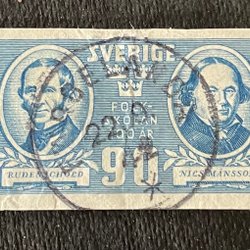 SVERIGE
FOLK
SKOLAN
100 ÅR
90
RUDENSCHÖLD
NILS MÅNSSON